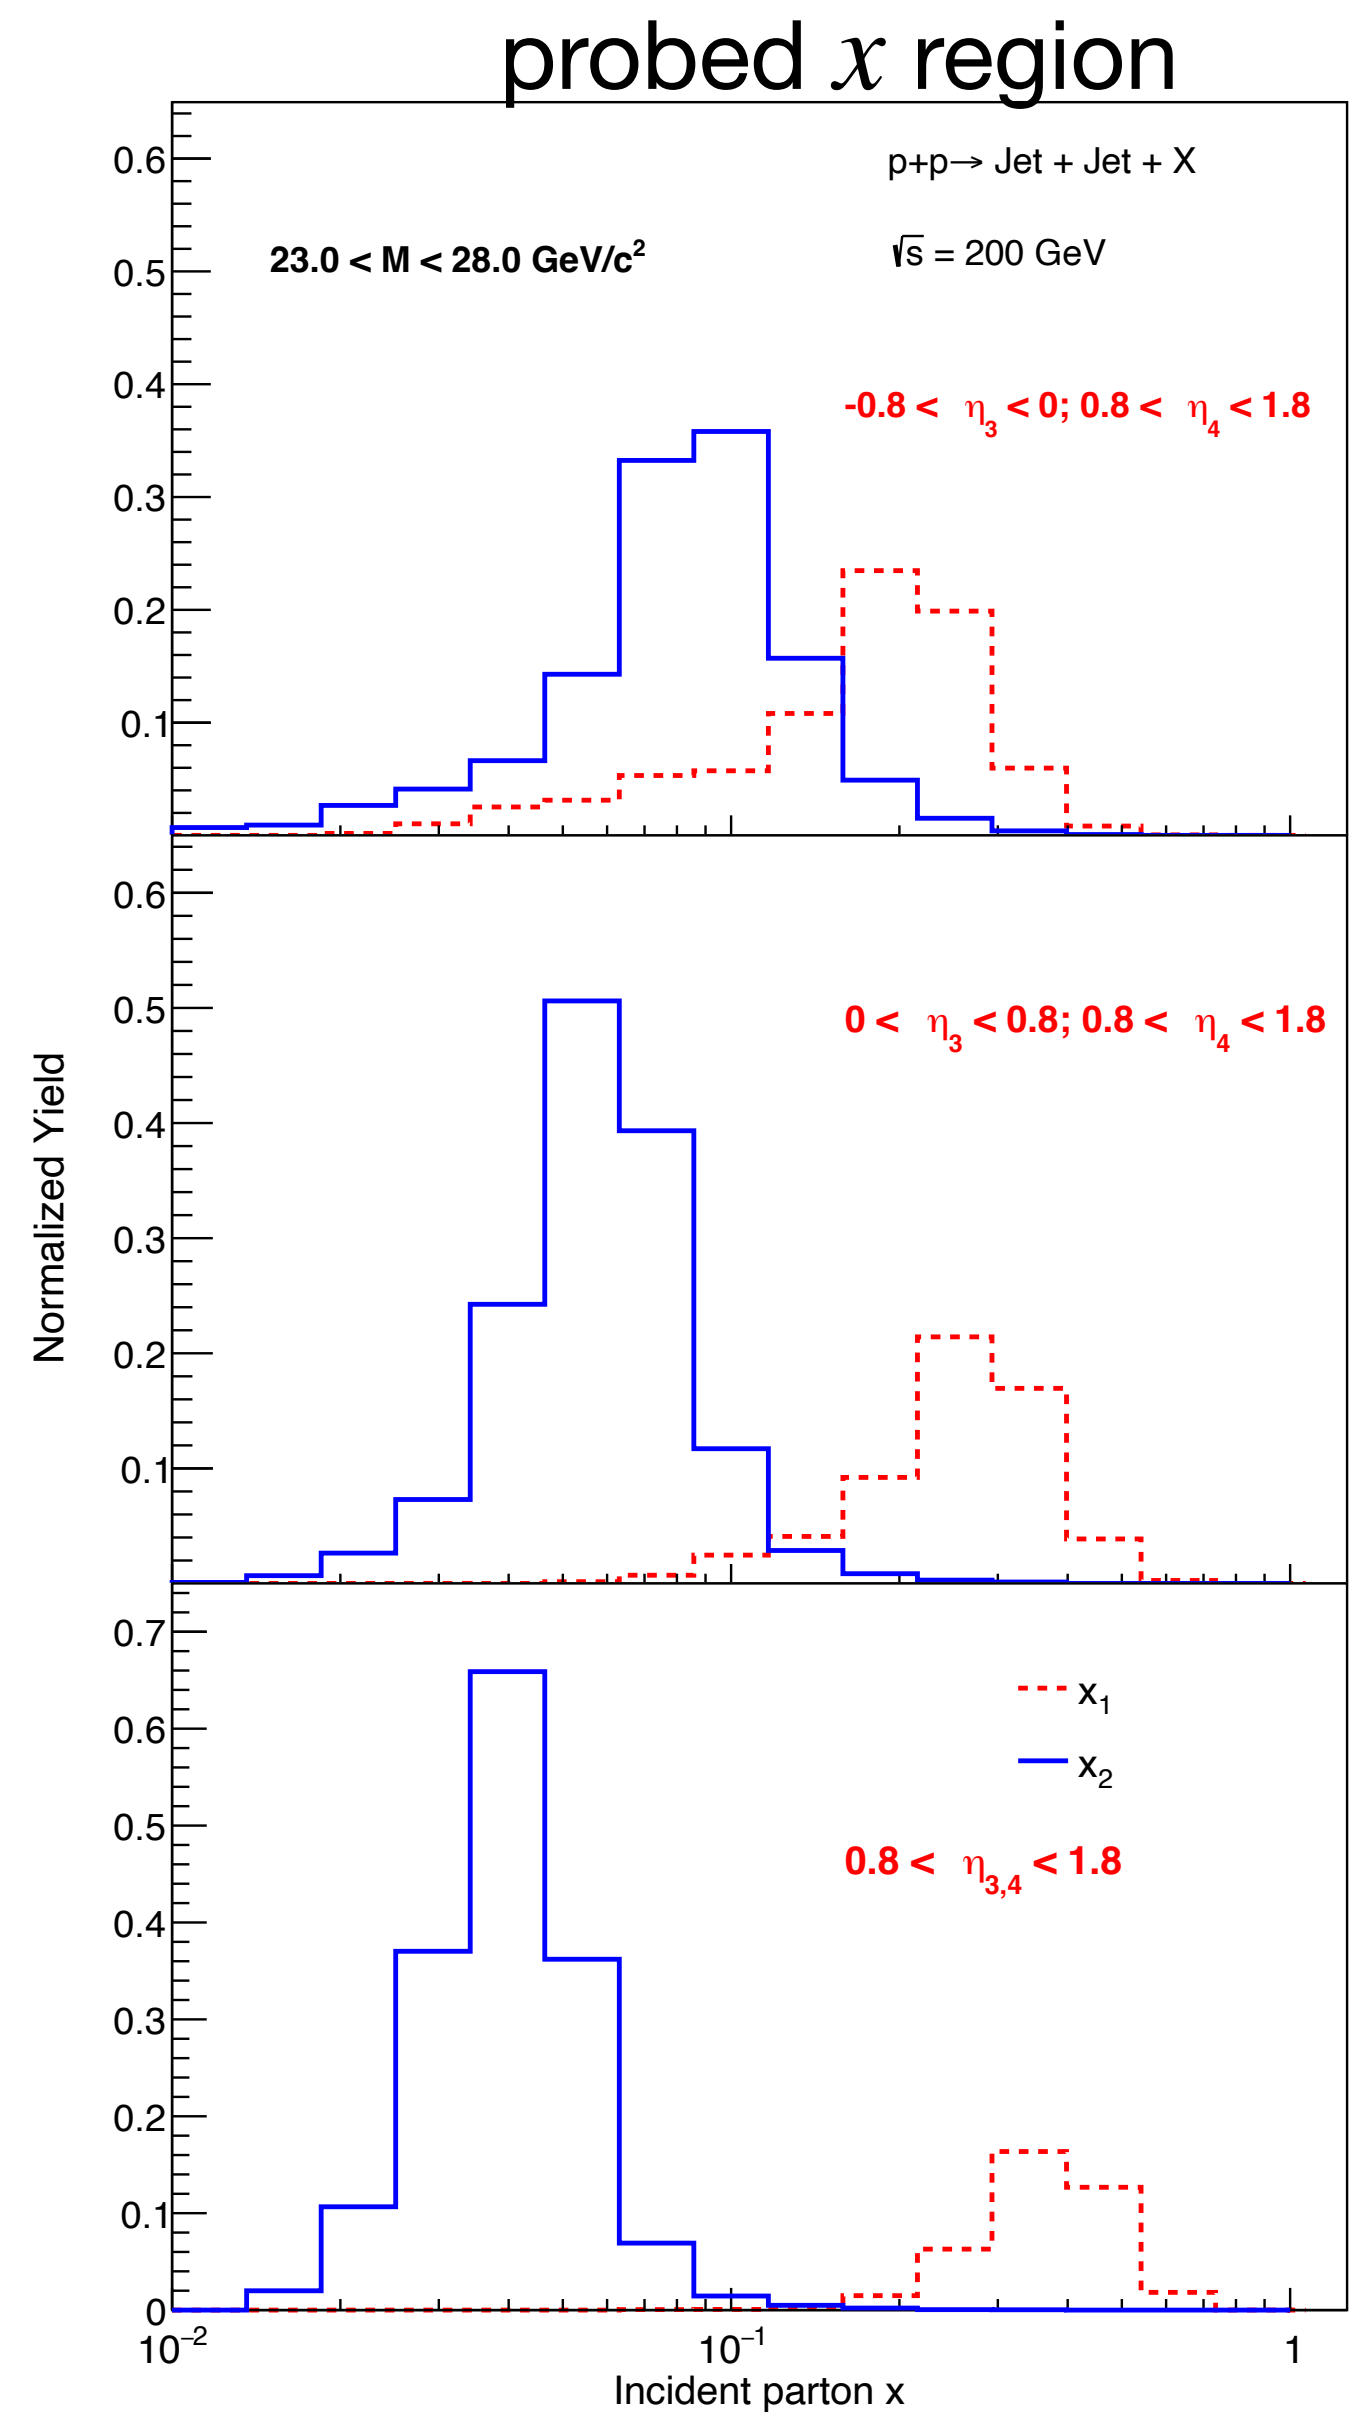 probed x region
p+p→ Jet + Jet + X
23.0 < M < 28.0 GeV/c²
√s = 200 GeV
-0.8 < η₃ < 0; 0.8 < η₄ < 1.8
0.6
0.5
0.4
0.3
0.2
0.1
0 < η₃ < 0.8; 0.8 < η₄ < 1.8
0.6
0.5
0.4
0.3
0.2
0.1
Normalized Yield
x₁
x₂
0.8 < η₃,₄ < 1.8
0.7
0.6
0.5
0.4
0.3
0.2
0.1
0
10⁻² 10⁻¹ 1
Incident parton x